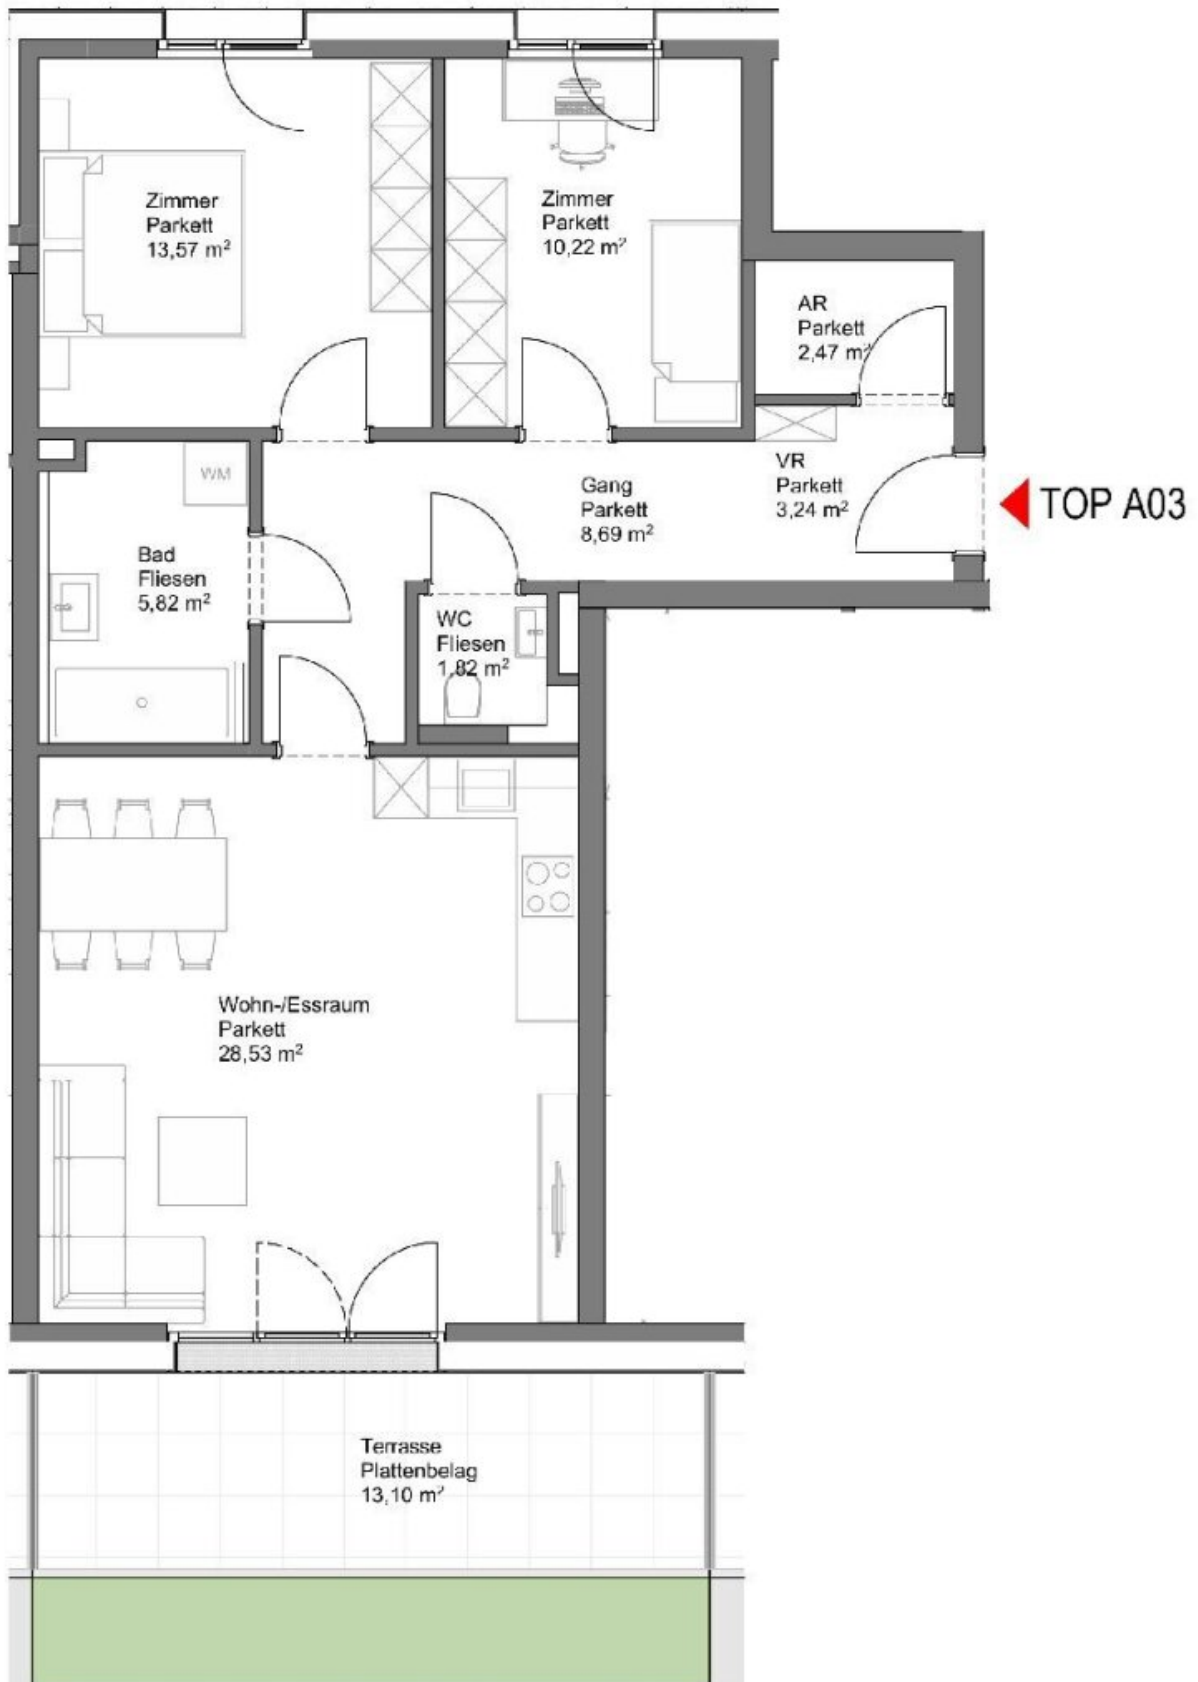 Zimmer
Parkett
13,57 m²
Zimmer
Parkett
10,22 m²
AR
Parkett
2,47 m²
VR
Parkett
3,24 m²
Gang
Parkett
8,69 m²
TOP A03
WM
Bad
Fliesen
5,82 m²
WC
Fliesen
1,82 m²
Wohn-/Essraum
Parkett
28,53 m²
Terrasse
Plattenbelag
13,10 m²